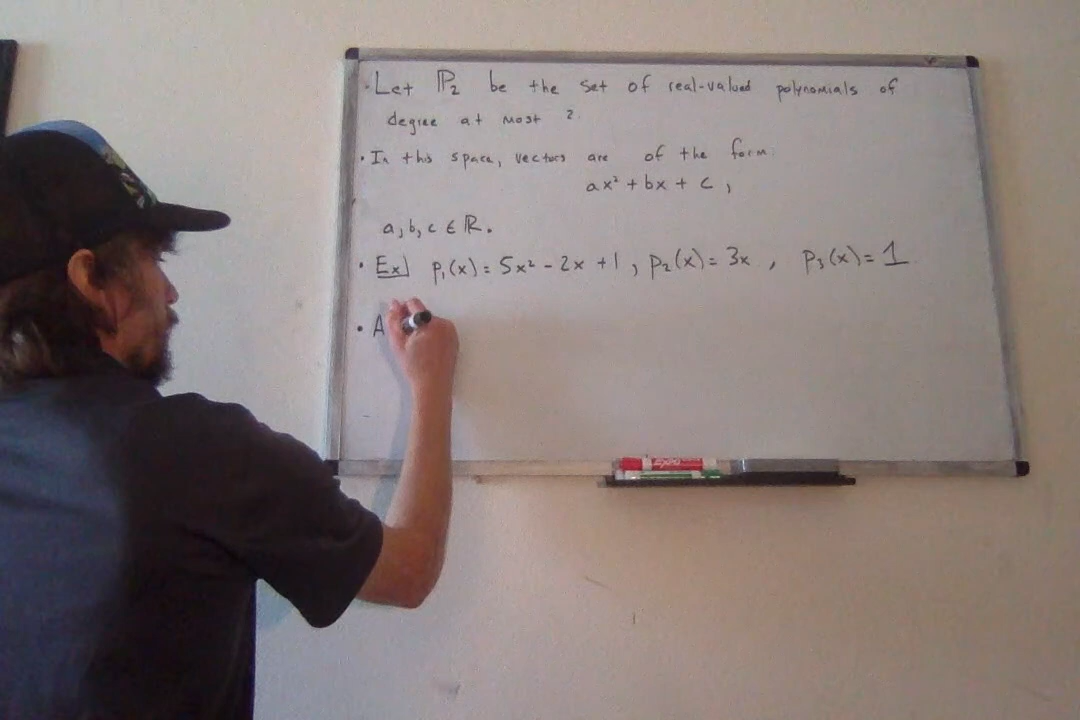 • Let ℙ₂ be the set of real-valued polynomials of
degree at most 2.
• In this space, vectors are of the form:
ax² + bx + c ,
a, b, c ∈ ℝ.
• Ex] p₁(x) = 5x² - 2x + 1 , p₂(x) = 3x , p₃(x) = 1
• A
EXPO